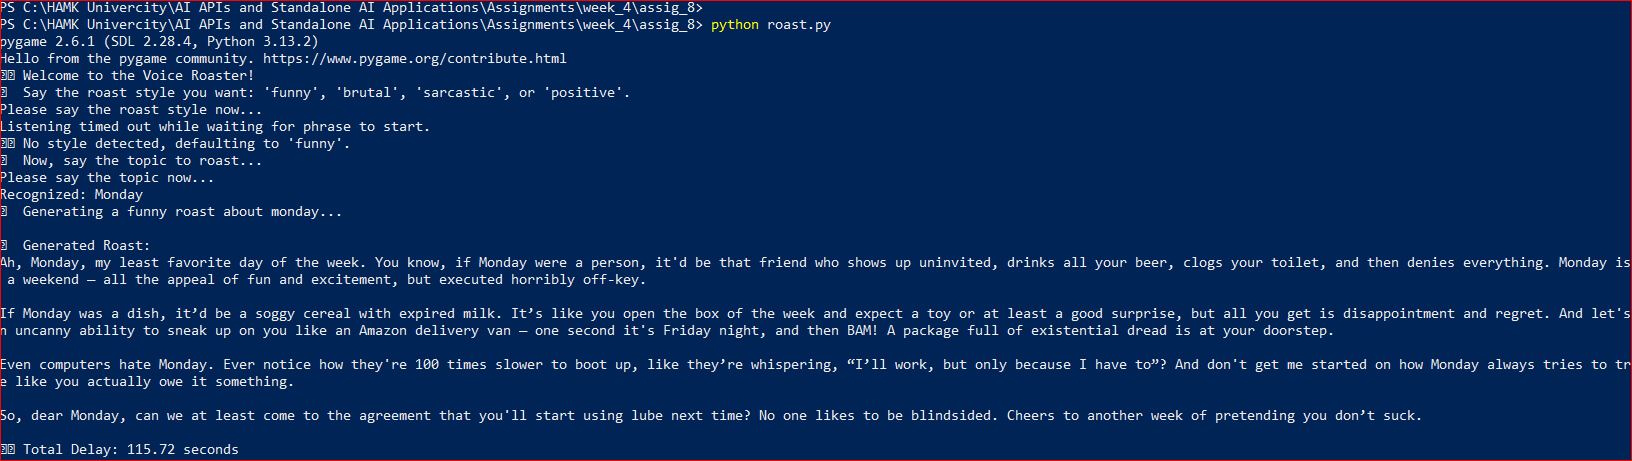 PS C:\HAMK Univercity\AI APIs and Standalone AI Applications\Assignments\week_4\assig_8>
PS C:\HAMK Univercity\AI APIs and Standalone AI Applications\Assignments\week_4\assig_8> python roast.py
pygame 2.6.1 (SDL 2.28.4, Python 3.13.2)
Hello from the pygame community. https://www.pygame.org/contribute.html
Welcome to the Voice Roaster!
Say the roast style you want: 'funny', 'brutal', 'sarcastic', or 'positive'.
Please say the roast style now...
Listening timed out while waiting for phrase to start.
No style detected, defaulting to 'funny'.
Now, say the topic to roast...
Please say the topic now...
Recognized: Monday
Generating a funny roast about monday...
Generated Roast:
Ah, Monday, my least favorite day of the week. You know, if Monday were a person, it'd be that friend who shows up uninvited, drinks all your beer, clogs your toilet, and then denies everything. Monday is
a weekend — all the appeal of fun and excitement, but executed horribly off-key.
If Monday was a dish, it’d be a soggy cereal with expired milk. It’s like you open the box of the week and expect a toy or at least a good surprise, but all you get is disappointment and regret. And let's
n uncanny ability to sneak up on you like an Amazon delivery van — one second it's Friday night, and then BAM! A package full of existential dread is at your doorstep.
Even computers hate Monday. Ever notice how they're 100 times slower to boot up, like they’re whispering, “I’ll work, but only because I have to”? And don't get me started on how Monday always tries to tr
e like you actually owe it something.
So, dear Monday, can we at least come to the agreement that you'll start using lube next time? No one likes to be blindsided. Cheers to another week of pretending you don’t suck.
Total Delay: 115.72 seconds